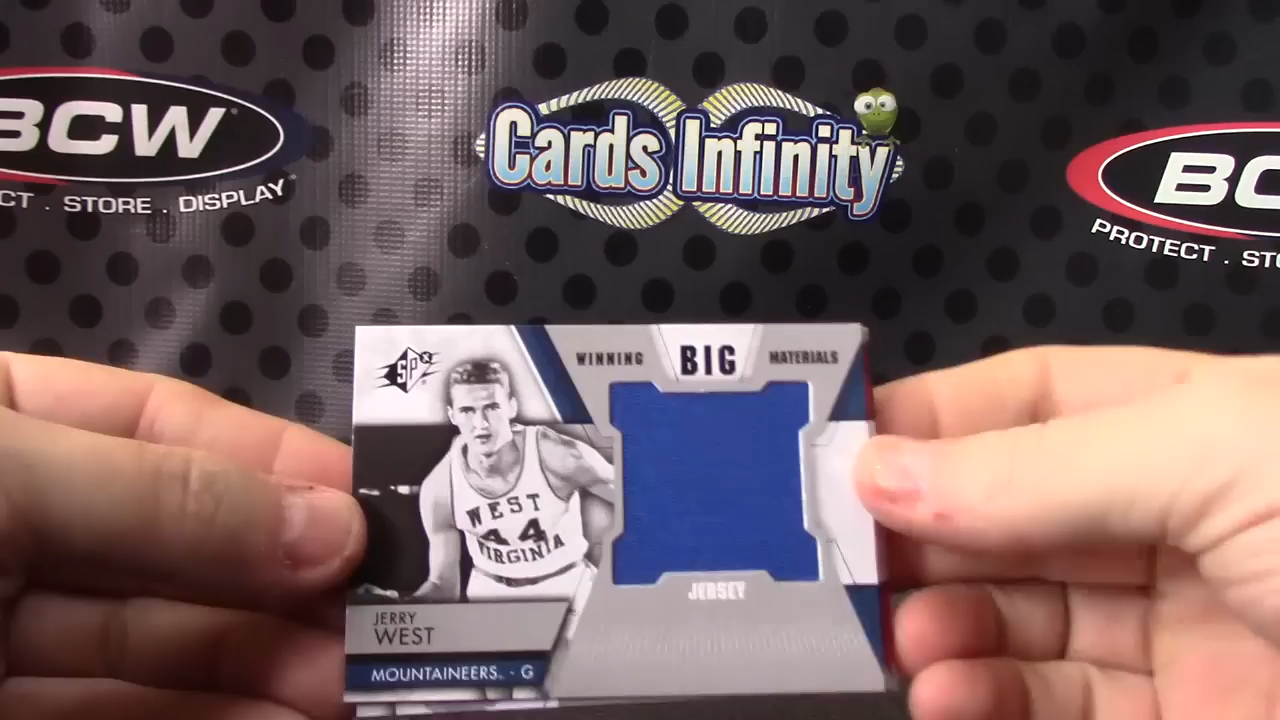 BCW
CT . STORE . DISPLAY
Cards Infinity
BC
PROTECT . STO
SPx
WINNING BIG MATERIALS
WEST
44
VIRGINIA
JERSEY
JERRY
WEST
MOUNTAINEERS. - G